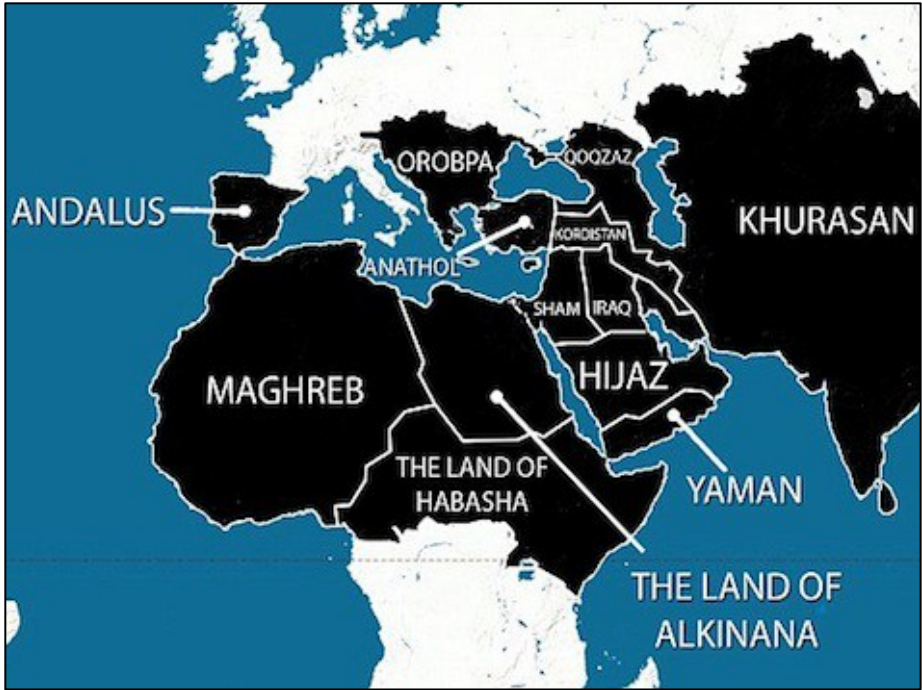 OROBPA
QOQZAZ
ANDALUS
KHURASAN
KORDISTAN
ANATHOL
SHAM
IRAQ
MAGHREB
HIJAZ
THE LAND OF
HABASHA
YAMAN
THE LAND OF
ALKINANA